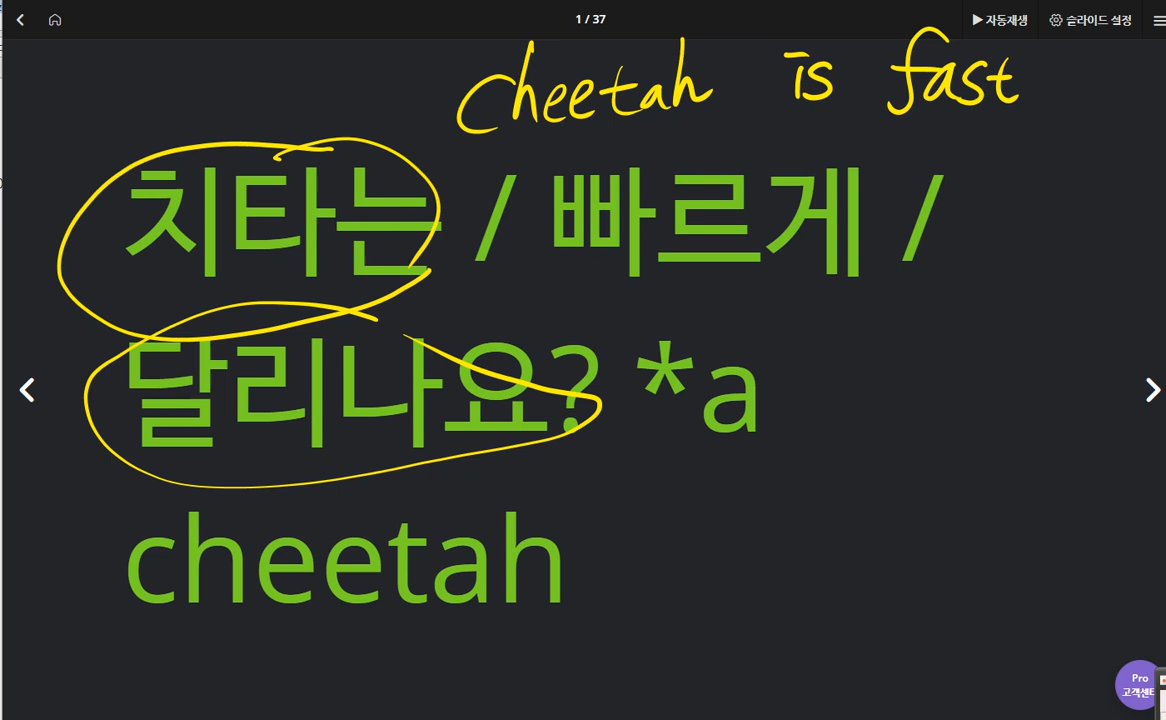 1 / 37
▶ 자동재생
슬라이드 설정
cheetah is fast
치타는 / 빠르게 /
달리나요? *a
cheetah
Pro